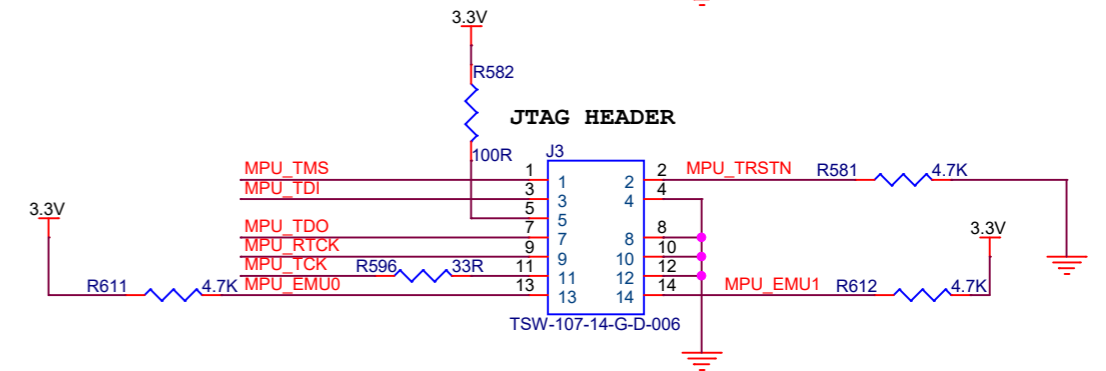 3.3V
R582
JTAG HEADER
100R
J3
MPU_TMS 1 1 2 2 MPU_TRSTN R581 4.7K
MPU_TDI 3 3 4 4
3.3V 5 5
MPU_TDO 7 7 8 8 3.3V
MPU_RTCK 9 9 10 10
MPU_TCK R596 33R 11 11 12 12
R611 4.7K MPU_EMU0 13 13 14 14 MPU_EMU1 R612 4.7K
TSW-107-14-G-D-006